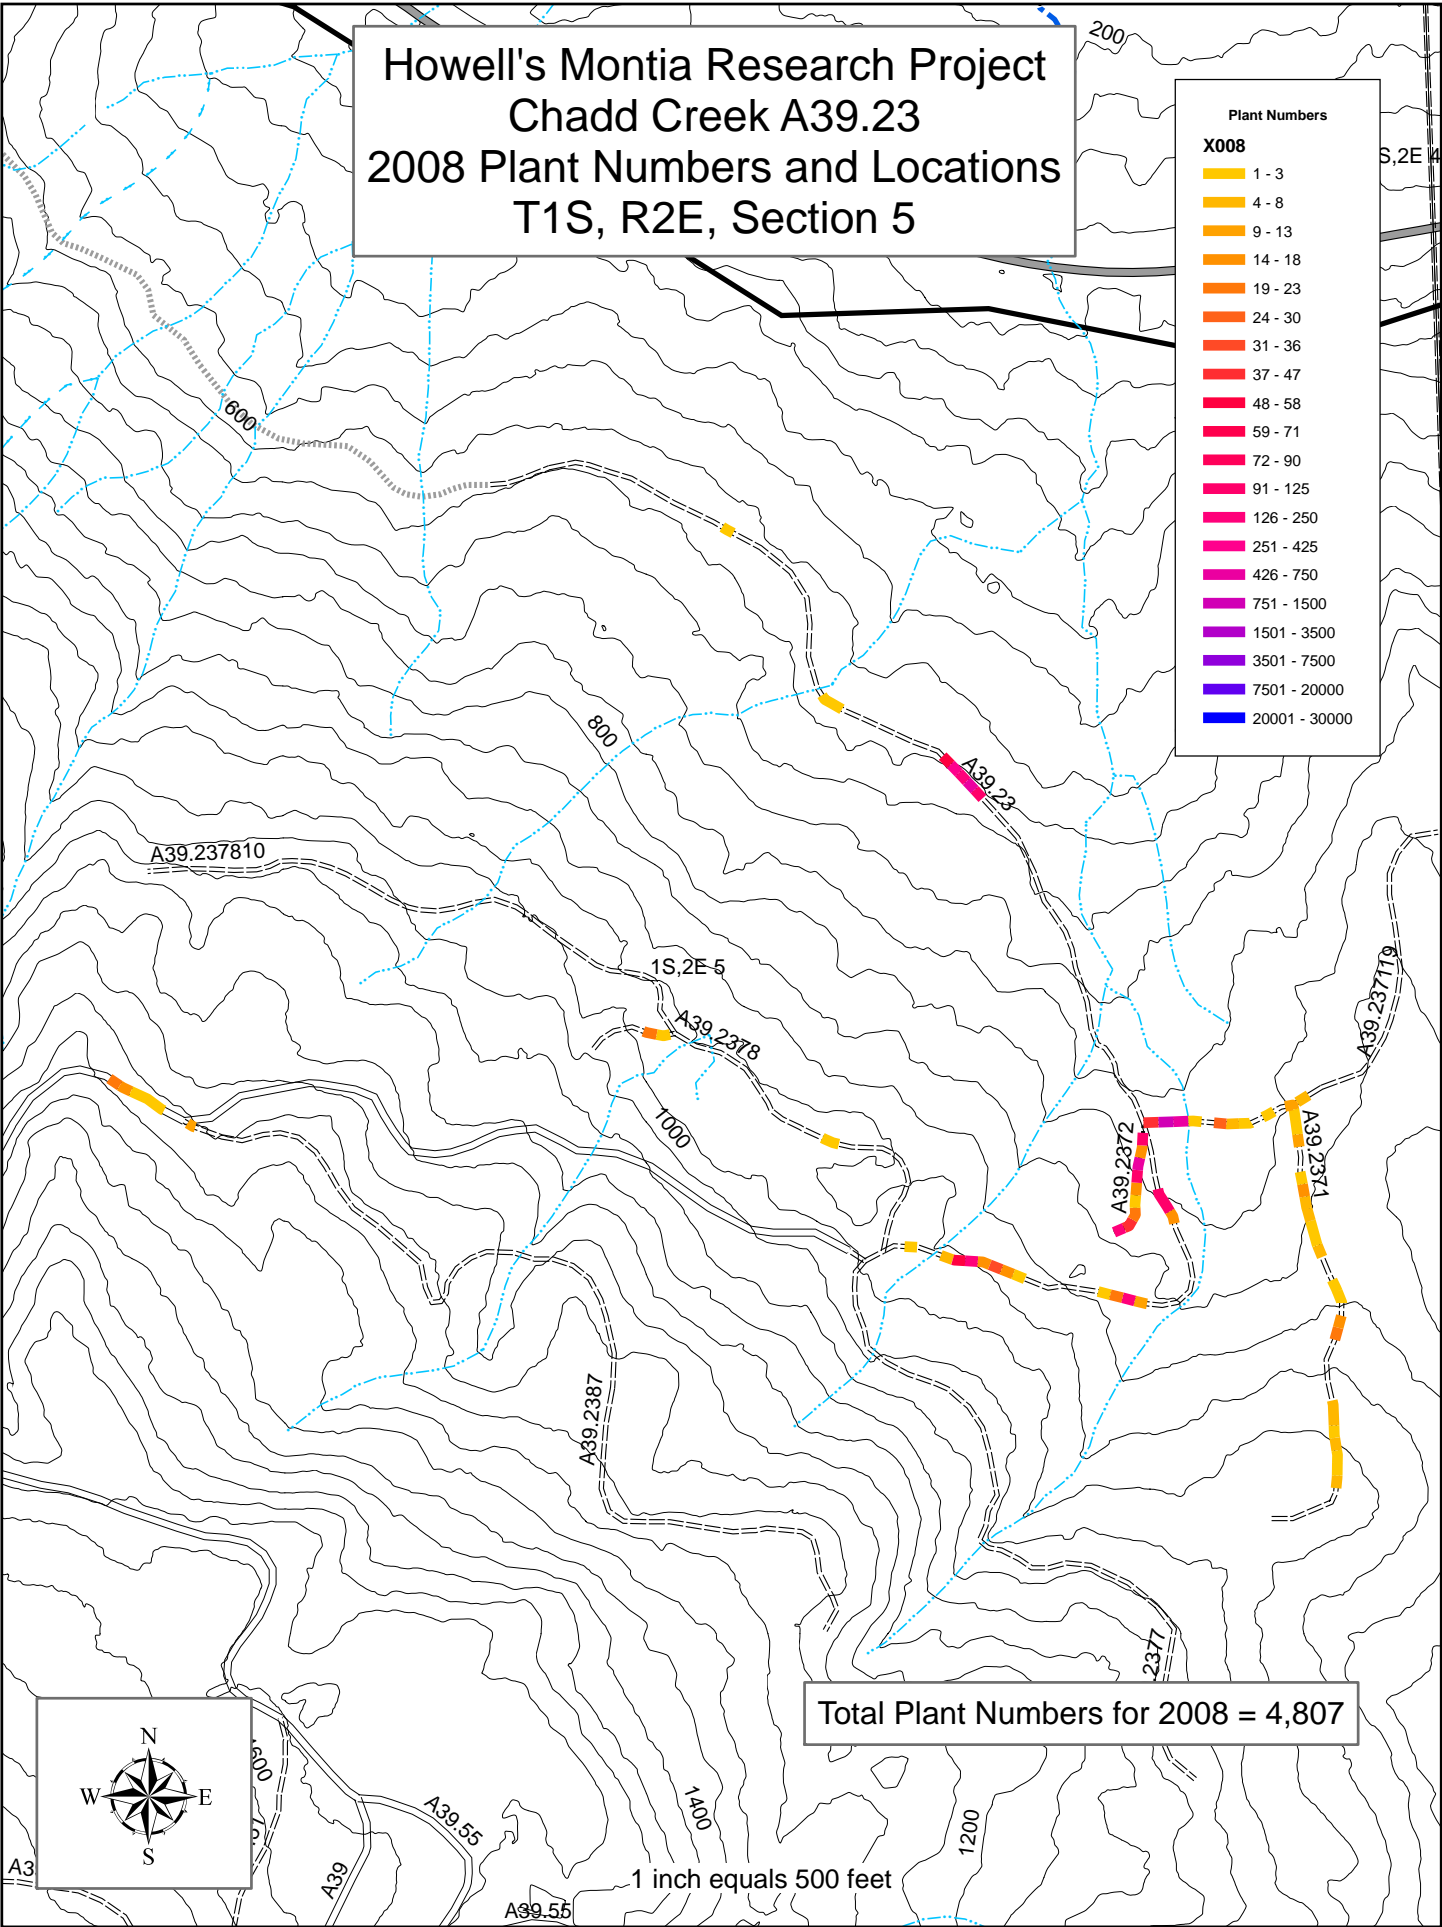 Howell's Montia Research Project
Chadd Creek A39.23
2008 Plant Numbers and Locations
T1S, R2E, Section 5
200
Plant Numbers
X008
1 - 3
4 - 8
9 - 13
14 - 18
19 - 23
24 - 30
31 - 36
37 - 47
48 - 58
59 - 71
72 - 90
91 - 125
126 - 250
251 - 425
426 - 750
751 - 1500
1501 - 3500
3501 - 7500
7501 - 20000
20001 - 30000
S,2E 4
600
800
A39.23
A39.237810
1S,2E 5
A39.2378
A39.237119
1000
A39.2372
A39.2371
A39.2387
2377
Total Plant Numbers for 2008 = 4,807
N
W E
S
1600
A39.55
A39
A3
1400
1200
1 inch equals 500 feet
A39.55